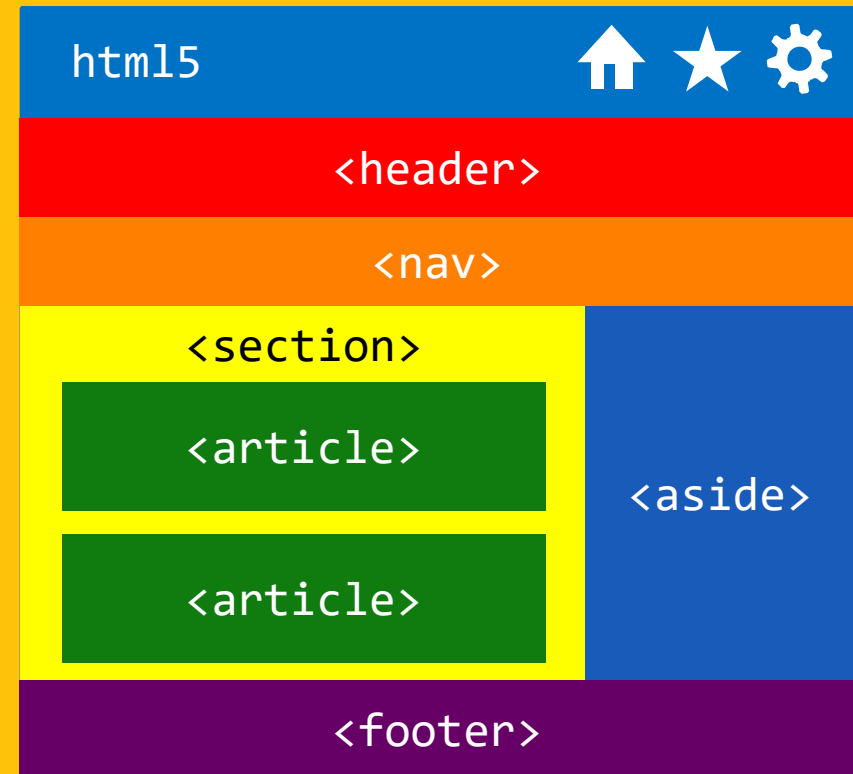 html5
<header>
<nav>
<section>
<article>
<article>
<aside>
<footer>